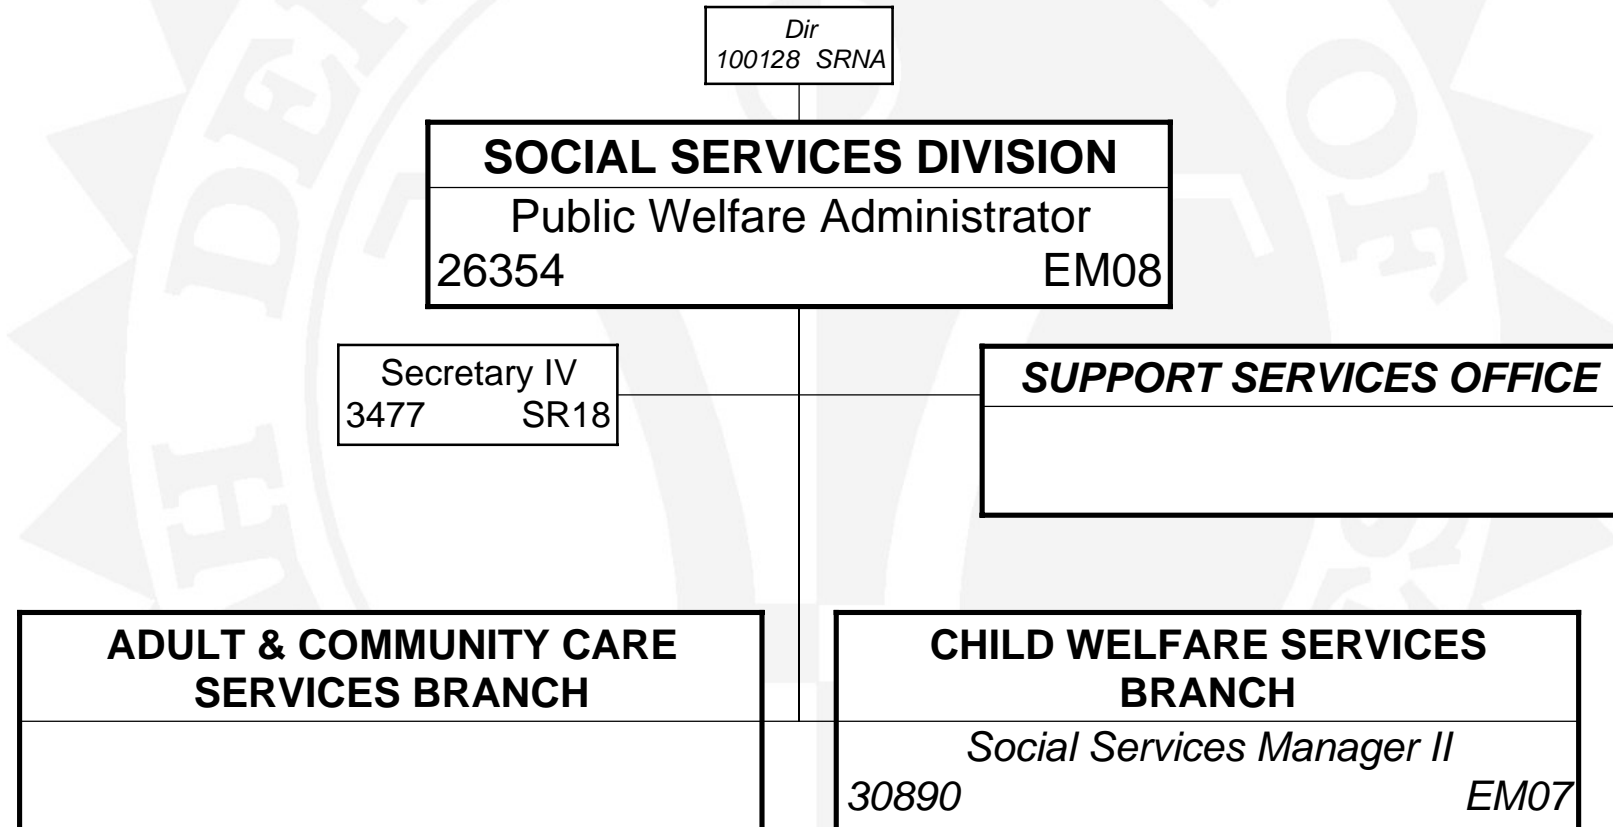 Dir
100128 SRNA
SOCIAL SERVICES DIVISION
Public Welfare Administrator
26354 EM08
Secretary IV
3477 SR18
SUPPORT SERVICES OFFICE
ADULT & COMMUNITY CARE
SERVICES BRANCH
CHILD WELFARE SERVICES
BRANCH
Social Services Manager II
30890 EM07